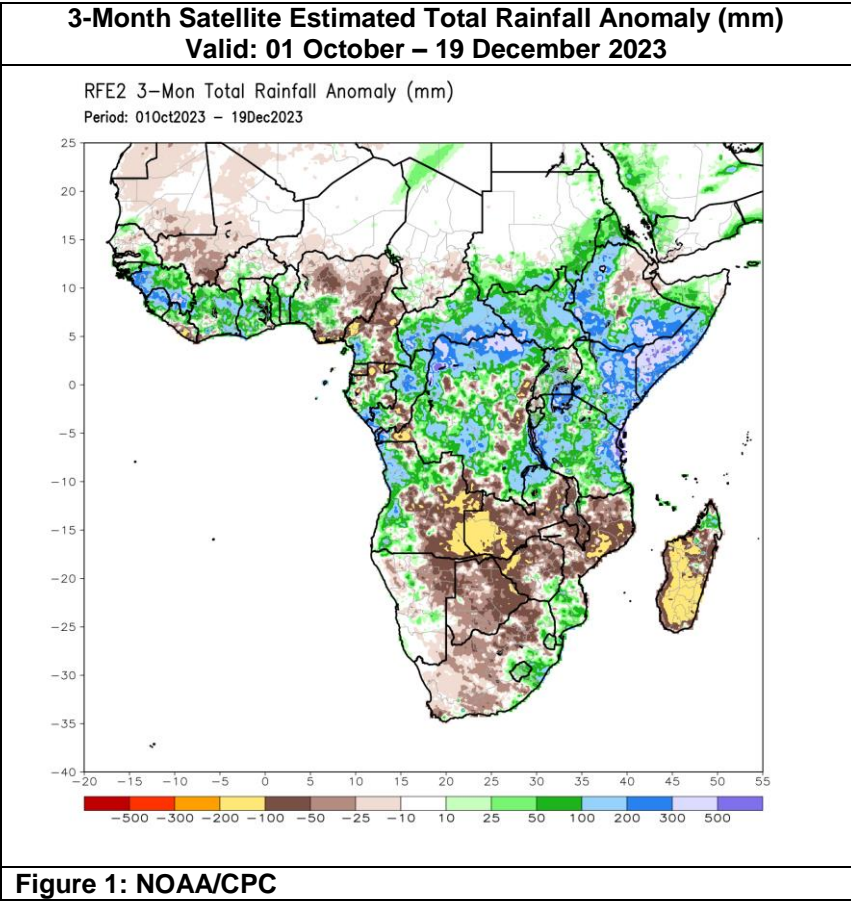 3-Month Satellite Estimated Total Rainfall Anomaly (mm)
Valid: 01 October – 19 December 2023
RFE2 3-Mon Total Rainfall Anomaly (mm)
Period: 01Oct2023 – 19Dec2023
25
20
15
10
5
0
-5
-10
-15
-20
-25
-30
-35
-40
-20 -15 -10 -5 0 5 10 15 20 25 30 35 40 45 50 55
-500 -300 -200 -100 -50 -25 -10 10 25 50 100 200 300 500
Figure 1: NOAA/CPC